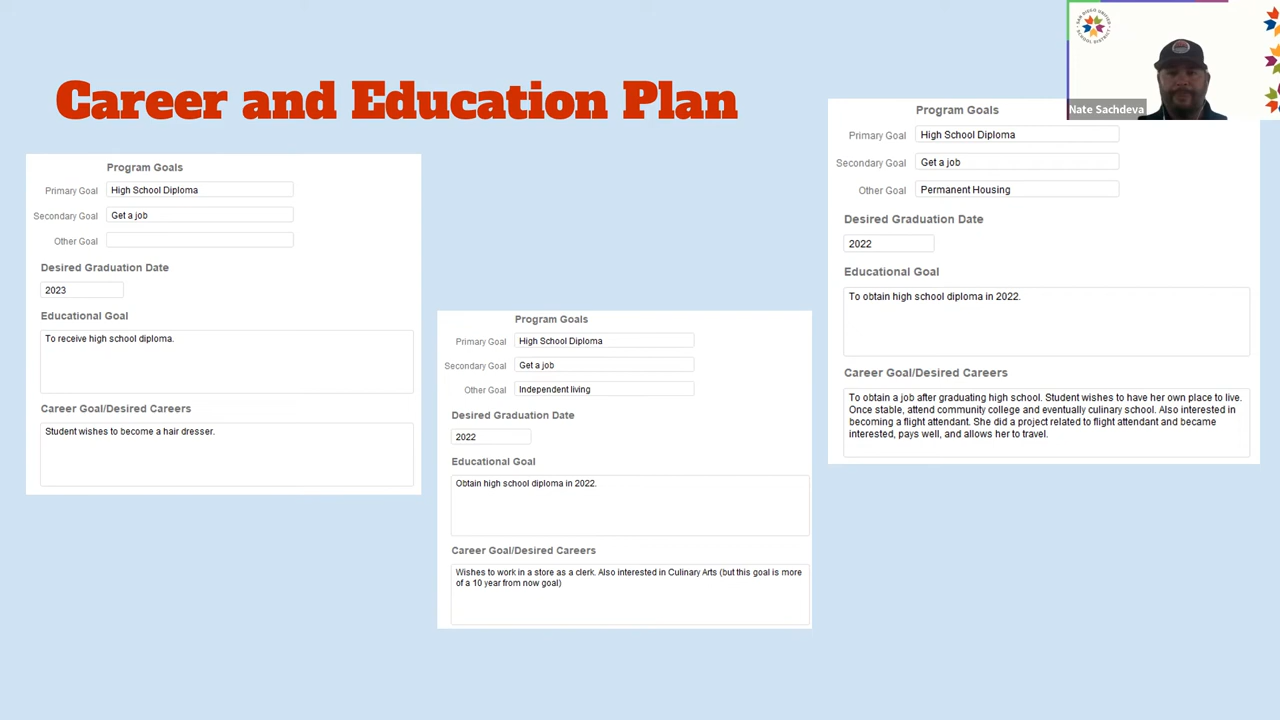 Career and Education Plan
Program Goals
Primary Goal High School Diploma
Secondary Goal Get a job
Other Goal
Desired Graduation Date
2023
Educational Goal
To receive high school diploma.
Career Goal/Desired Careers
Student wishes to become a hair dresser.
Program Goals
Primary Goal High School Diploma
Secondary Goal Get a job
Other Goal Independent living
Desired Graduation Date
2022
Educational Goal
Obtain high school diploma in 2022.
Career Goal/Desired Careers
Wishes to work in a store as a clerk. Also interested in Culinary Arts (but this goal is more
of a 10 year from now goal)
Program Goals
Primary Goal High School Diploma
Secondary Goal Get a job
Other Goal Permanent Housing
Desired Graduation Date
2022
Educational Goal
To obtain high school diploma in 2022.
Career Goal/Desired Careers
To obtain a job after graduating high school. Student wishes to have her own place to live.
Once stable, attend community college and eventually culinary school. Also interested in
becoming a flight attendant. She did a project related to flight attendant and became
interested, pays well, and allows her to travel.
SAN DIEGO UNIFIED
SCHOOL DISTRICT
Nate Sachdeva